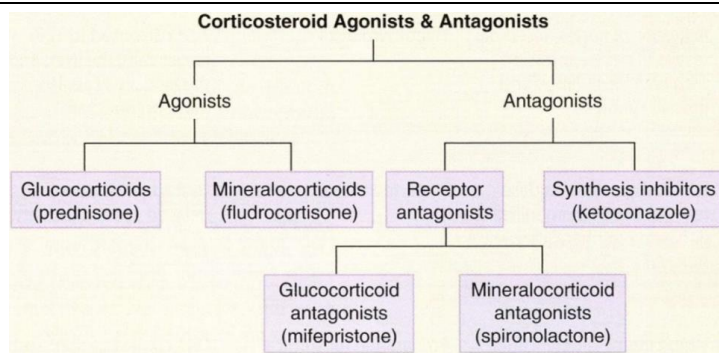 Corticosteroid Agonists & Antagonists
Agonists
Antagonists
Glucocorticoids
(prednisone)
Mineralocorticoids
(fludrocortisone)
Receptor
antagonists
Synthesis inhibitors
(ketoconazole)
Glucocorticoid
antagonists
(mifepristone)
Mineralocorticoid
antagonists
(spironolactone)